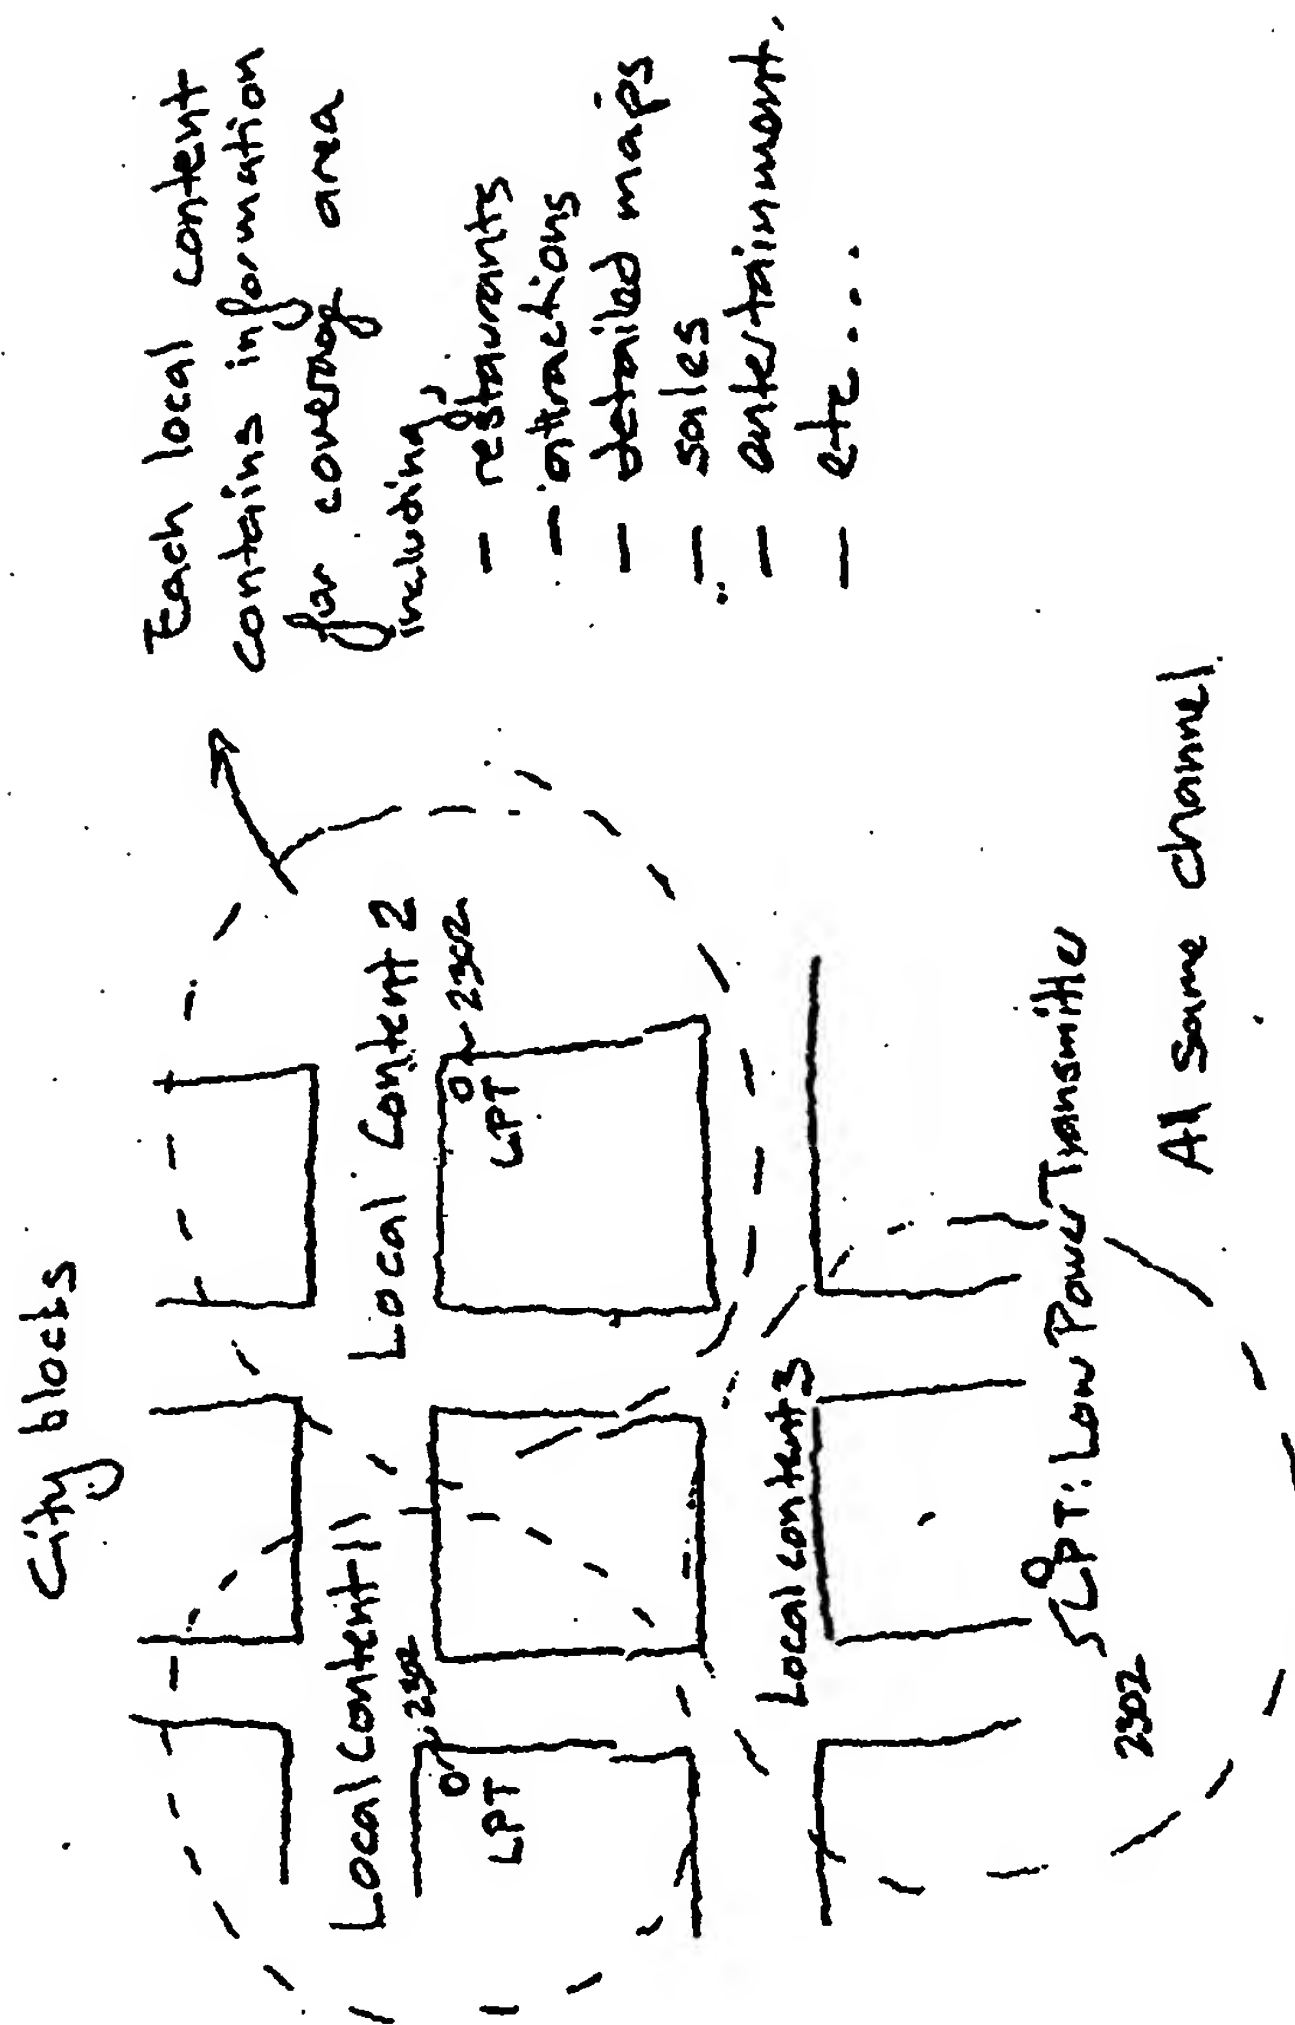 City blocks
Each local content
contains information
for coverage area
including;
- restaurants
- attractions
- detailed maps
- sales
- entertainment.
- etc....
Local Content 1
2302
LPT
Local Content 2
2302
LPT
Local content 3
2302
LPT: Low Power Transmitter
All same channel.